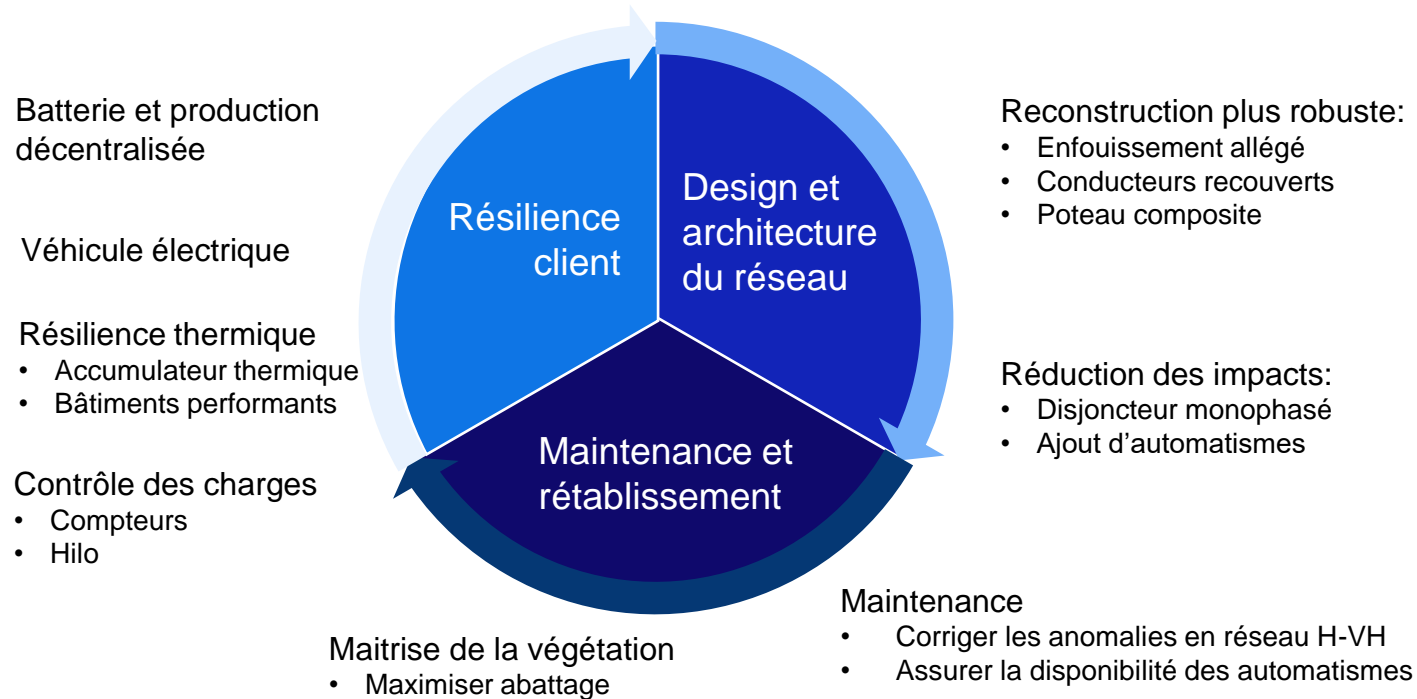 Batterie et production
décentralisée
Véhicule électrique
Résilience thermique
• Accumulateur thermique
• Bâtiments performants
Contrôle des charges
• Compteurs
• Hilo
Résilience
client
Design et
architecture
du réseau
Maintenance et
rétablissement
Reconstruction plus robuste:
• Enfouissement allégé
• Conducteurs recouverts
• Poteau composite
Réduction des impacts:
• Disjoncteur monophasé
• Ajout d’automatismes
Maintenance
• Corriger les anomalies en réseau H-VH
• Assurer la disponibilité des automatismes
Maitrise de la végétation
• Maximiser abattage